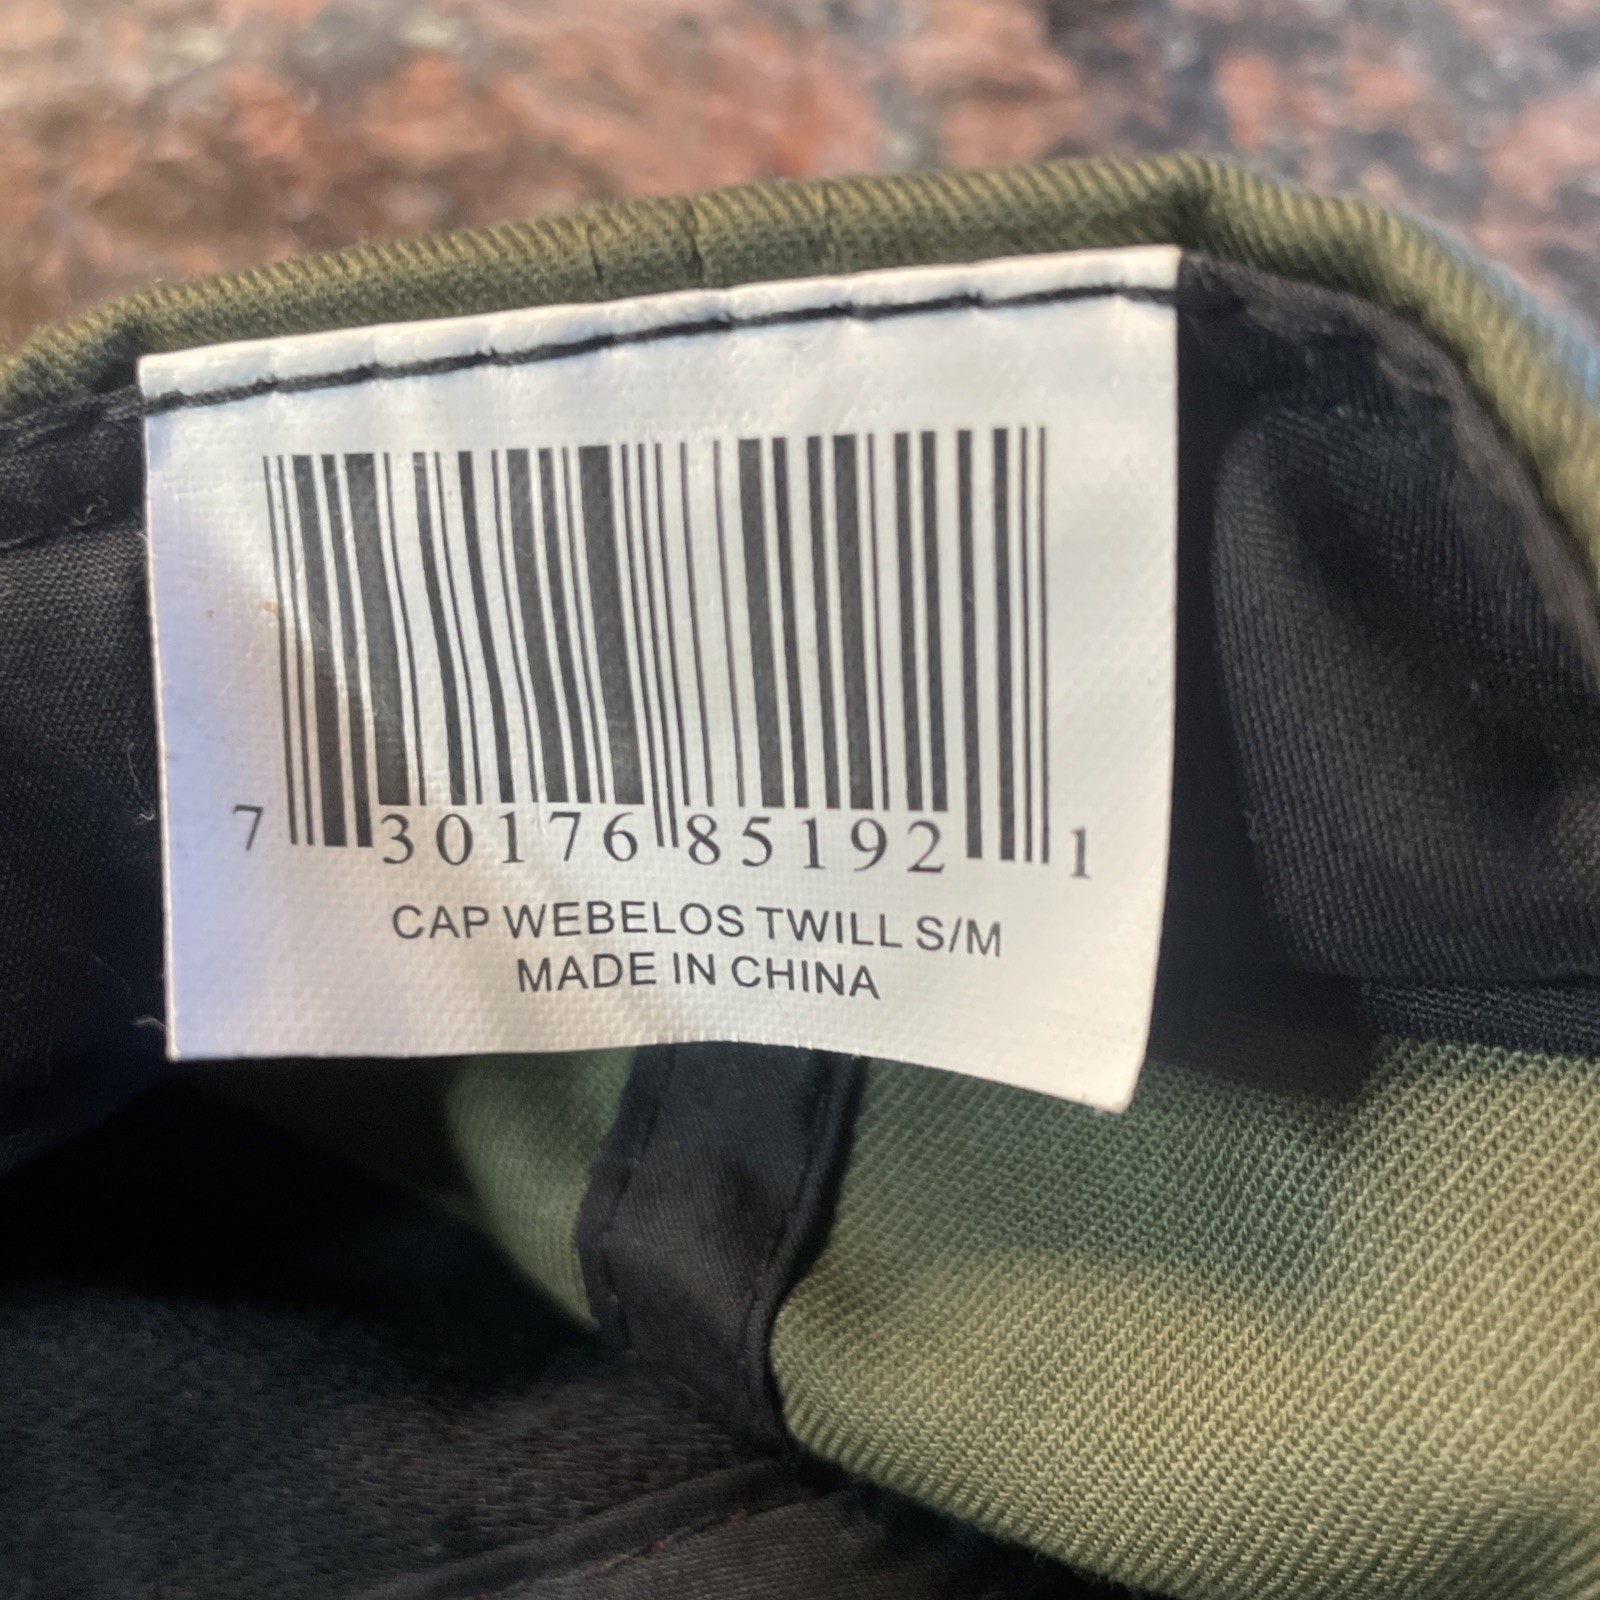 7 30176 85192 1
CAP WEBELOS TWILL S/M
MADE IN CHINA